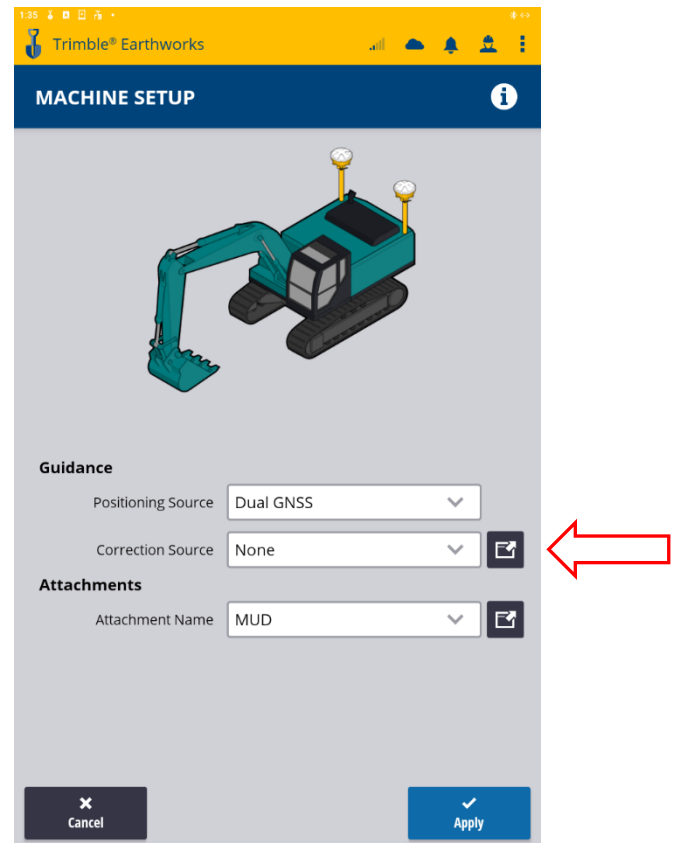 1:35
Trimble® Earthworks
MACHINE SETUP
Guidance
Positioning Source Dual GNSS
Correction Source None
Attachments
Attachment Name MUD
Cancel
Apply